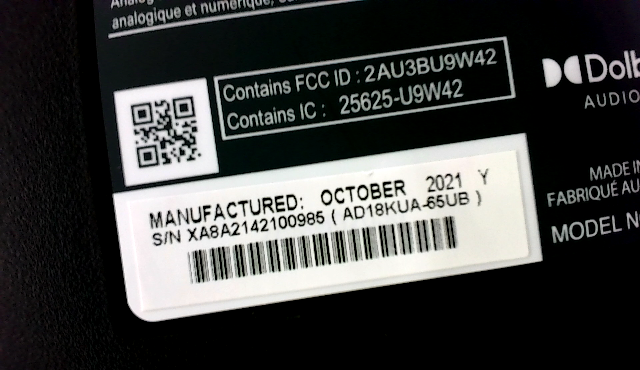 analogique et numérique,
Contains FCC ID : 2AU3BU9W42
Contains IC : 25625-U9W42
Dolb
AUDIO
MANUFACTURED: OCTOBER 2021 Y
S/N XA8A2142100985 ( AD18KUA-65UB )
MADE IN
FABRIQUÉ AU
MODEL N